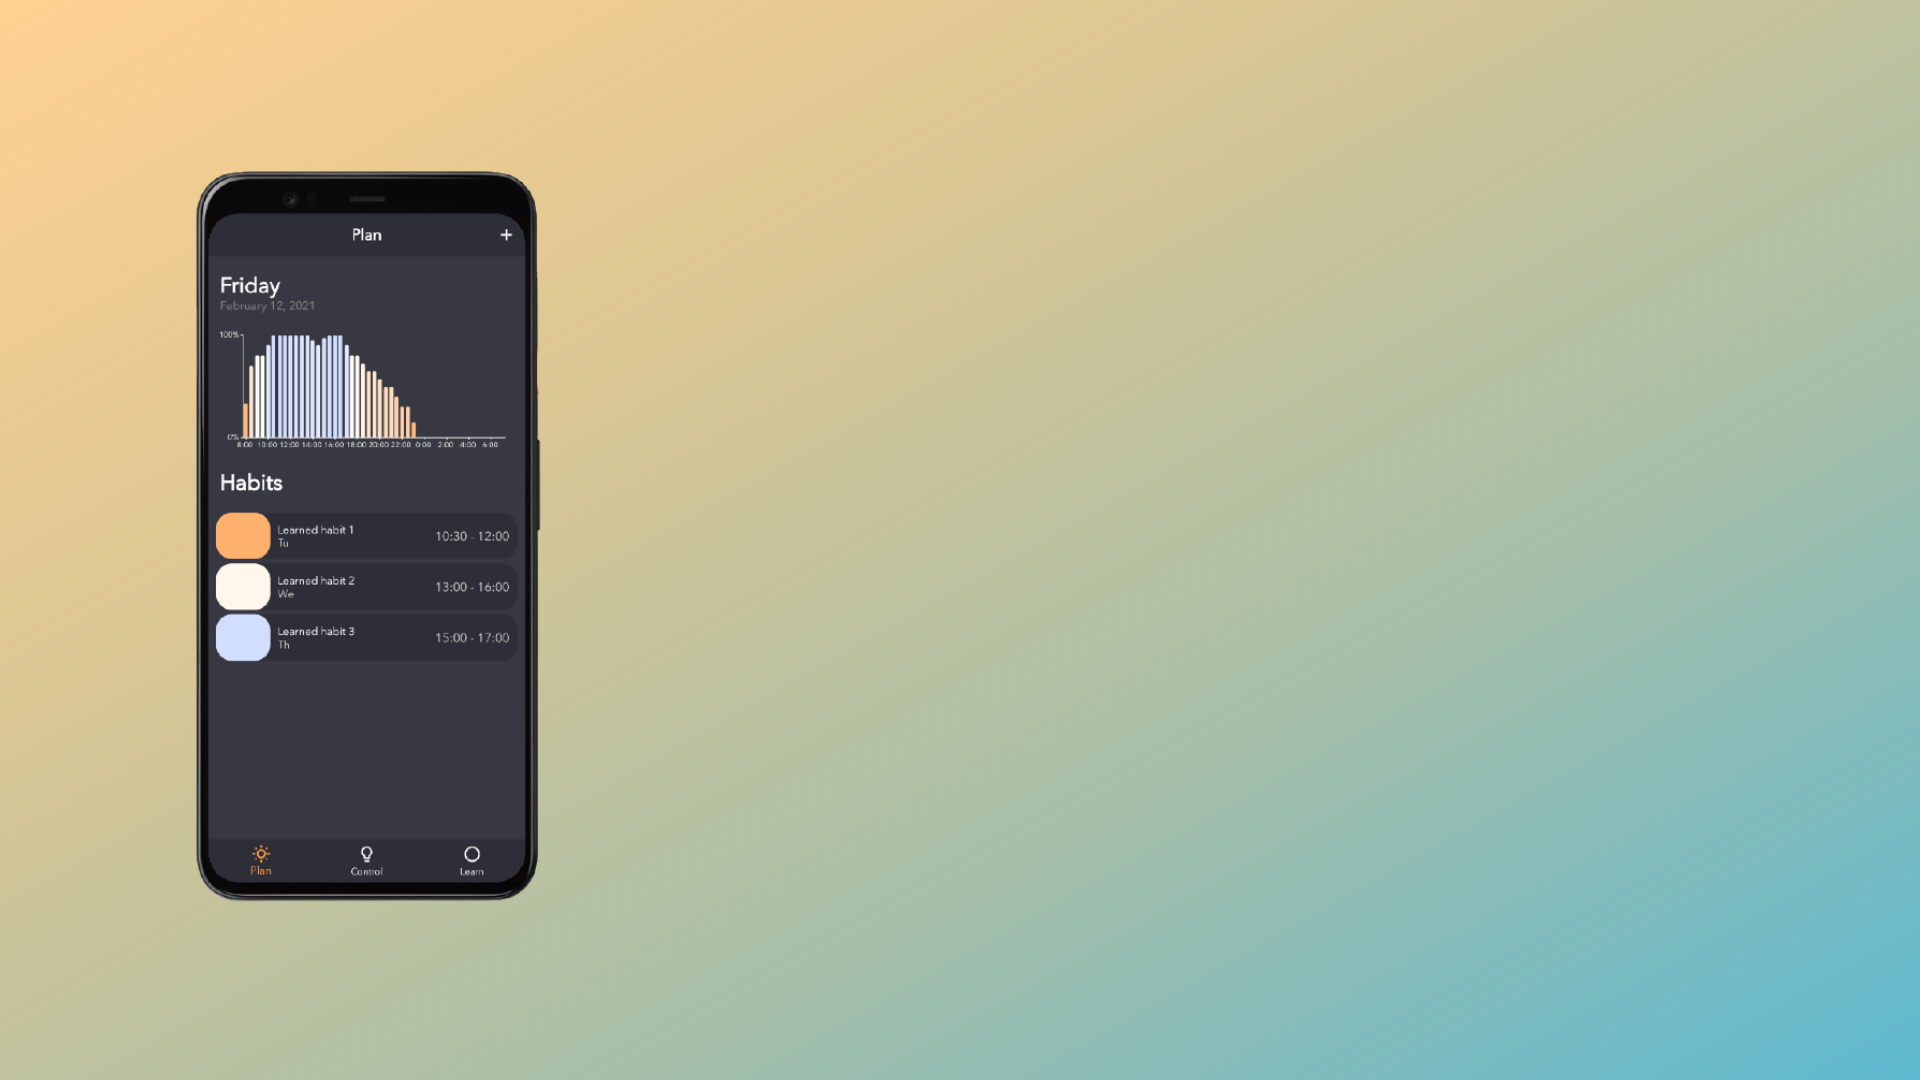 Plan +
Friday
February 12, 2021
100%
0%
8:00 10:00 12:00 14:00 16:00 18:00 20:00 22:00 0:00 2:00 4:00 6:00
Habits
Learned habit 1
Tu
10:30 - 12:00
Learned habit 2
We
13:00 - 16:00
Learned habit 3
Th
15:00 - 17:00
Plan Control Learn